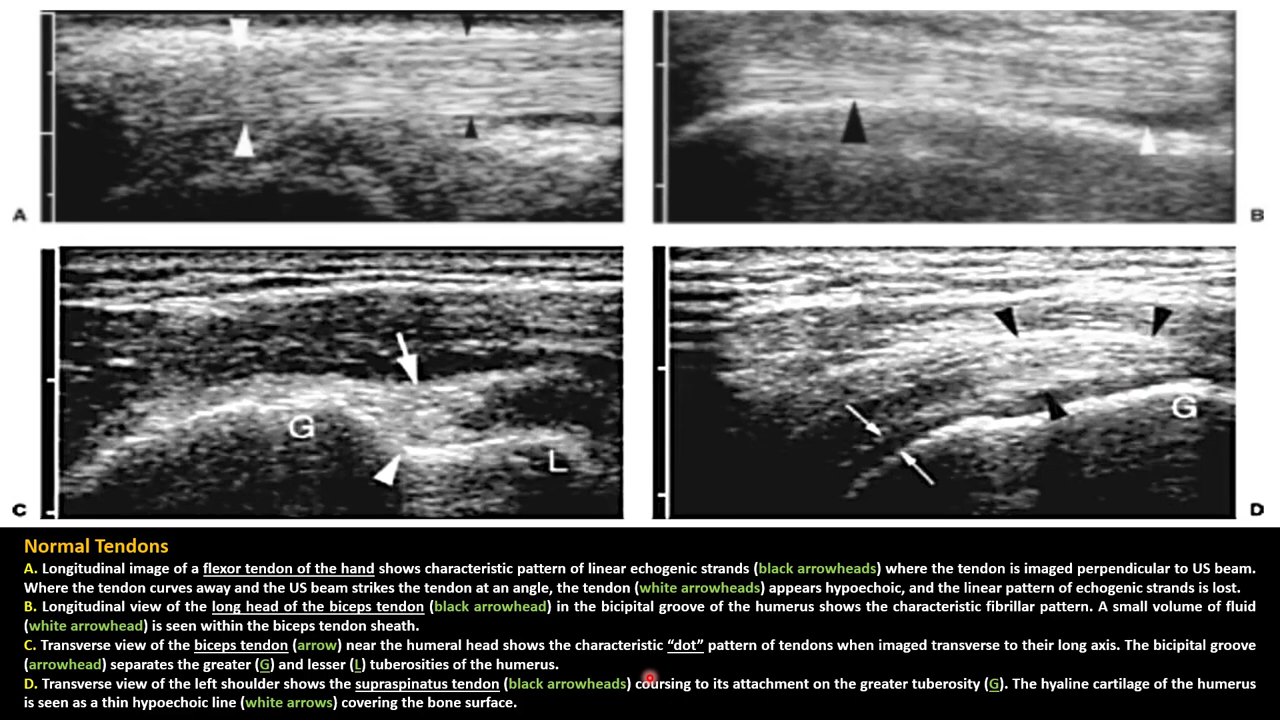 A
B
G
L
C
G
D
Normal Tendons
A. Longitudinal image of a flexor tendon of the hand shows characteristic pattern of linear echogenic strands (black arrowheads) where the tendon is imaged perpendicular to US beam.
Where the tendon curves away and the US beam strikes the tendon at an angle, the tendon (white arrowheads) appears hypoechoic, and the linear pattern of echogenic strands is lost.
B. Longitudinal view of the long head of the biceps tendon (black arrowhead) in the bicipital groove of the humerus shows the characteristic fibrillar pattern. A small volume of fluid
(white arrowhead) is seen within the biceps tendon sheath.
C. Transverse view of the biceps tendon (arrow) near the humeral head shows the characteristic “dot” pattern of tendons when imaged transverse to their long axis. The bicipital groove
(arrowhead) separates the greater (G) and lesser (L) tuberosities of the humerus.
D. Transverse view of the left shoulder shows the supraspinatus tendon (black arrowheads) coursing to its attachment on the greater tuberosity (G). The hyaline cartilage of the humerus
is seen as a thin hypoechoic line (white arrows) covering the bone surface.